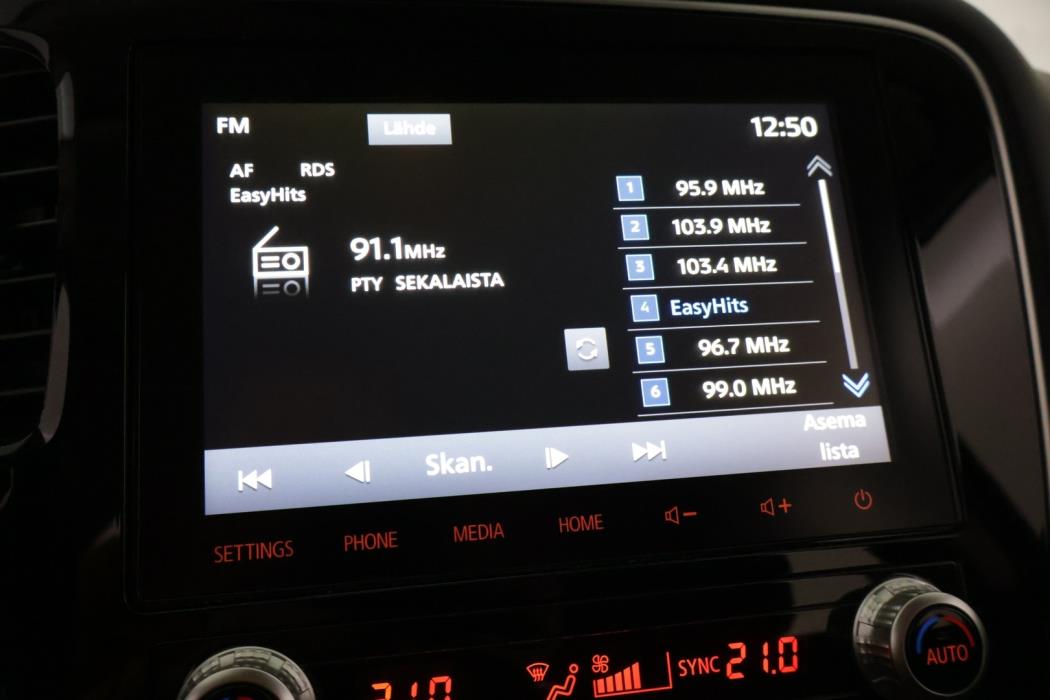 FM Lähde 12:50
AF RDS
EasyHits
91.1MHz
PTY SEKALAISTA
1 95.9 MHz
2 103.9 MHz
3 103.4 MHz
4 EasyHits
5 96.7 MHz
6 99.0 MHz
Skan.
Asema
lista
SETTINGS PHONE MEDIA HOME
SYNC 21.0
21.0
AUTO